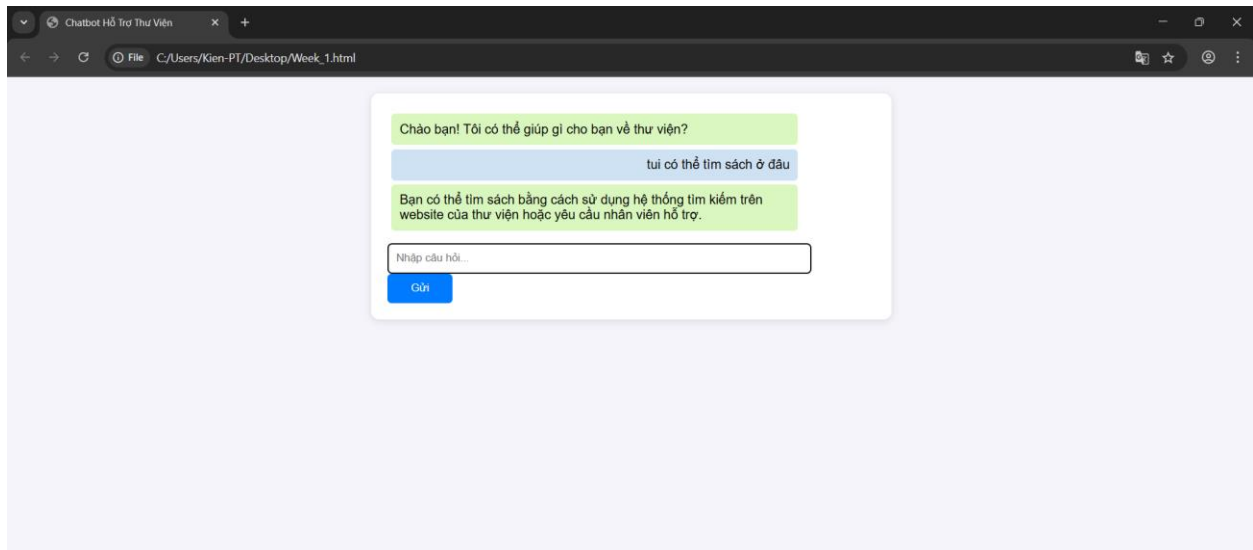 Chatbot Hỗ Trợ Thư Viện
File C:/Users/Kien-PT/Desktop/Week_1.html
Chào bạn! Tôi có thể giúp gì cho bạn về thư viện?
tui có thể tìm sách ở đâu
Bạn có thể tìm sách bằng cách sử dụng hệ thống tìm kiếm trên
website của thư viện hoặc yêu cầu nhân viên hỗ trợ.
Nhập câu hỏi...
Gửi